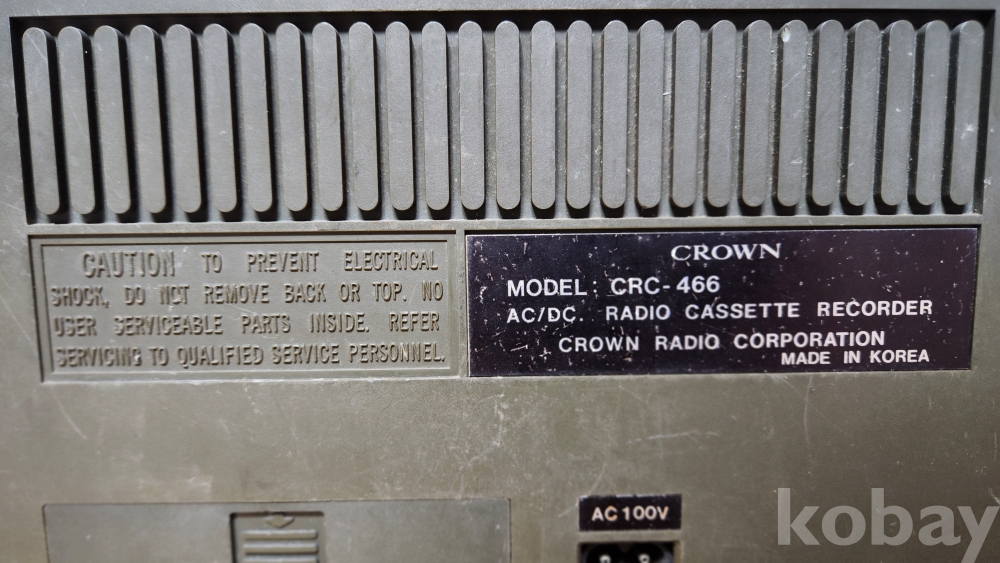 CAUTION TO PREVENT ELECTRICAL
SHOCK, DO NOT REMOVE BACK OR TOP. NO
USER SERVICEABLE PARTS INSIDE. REFER
SERVICING TO QUALIFIED SERVICE PERSONNEL.
CROWN
MODEL: CRC-466
AC/DC. RADIO CASSETTE RECORDER
CROWN RADIO CORPORATION
MADE IN KOREA
AC 100V
kobay